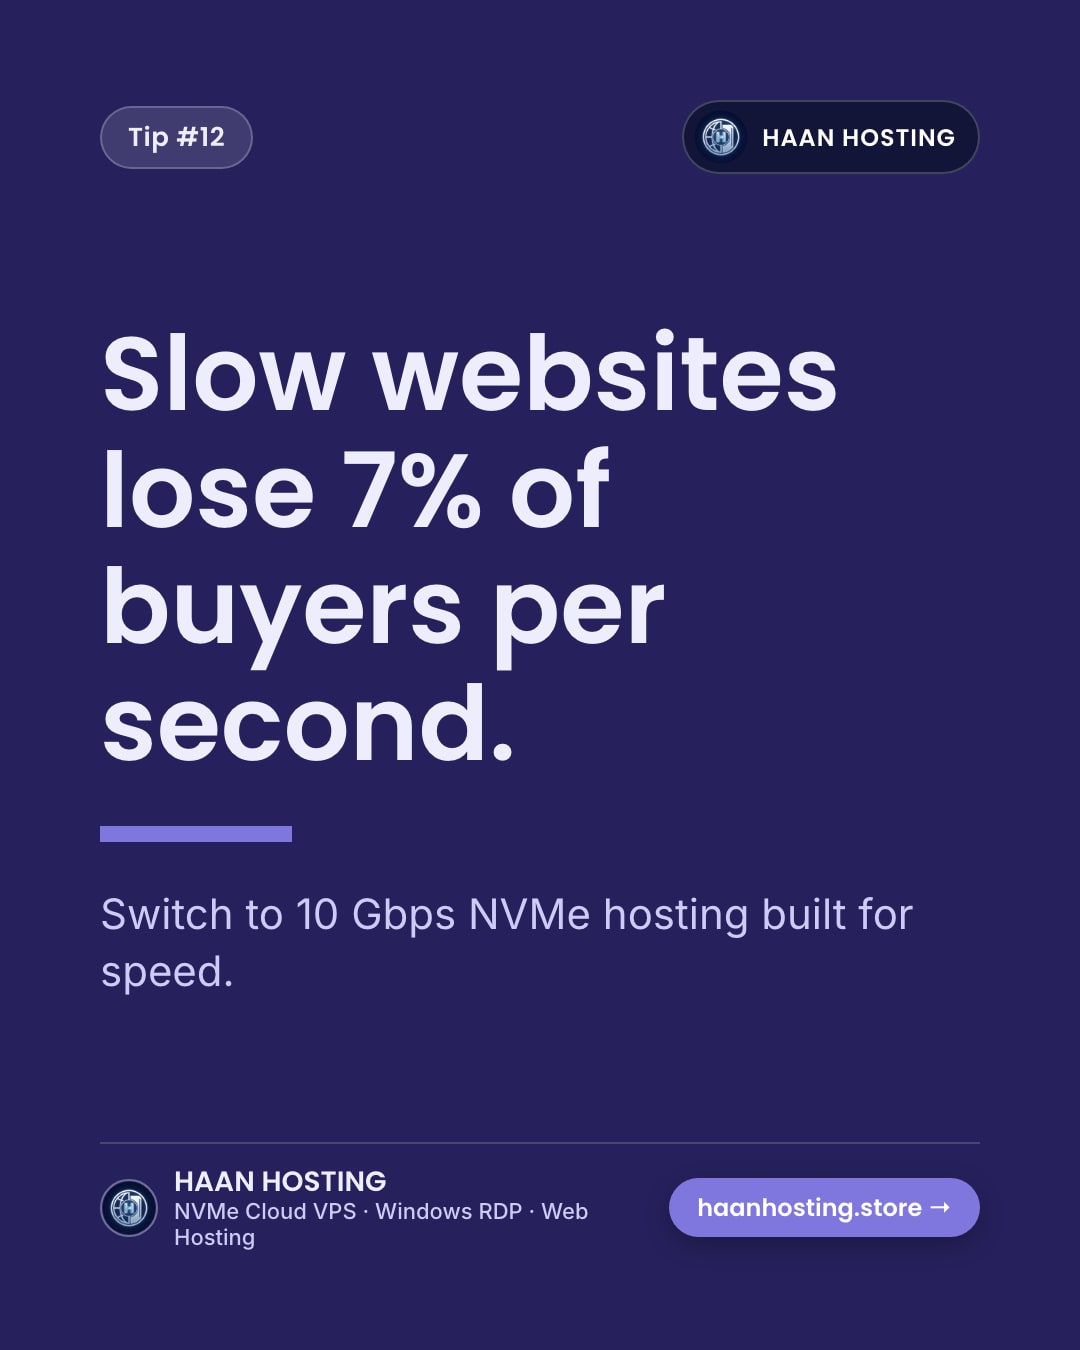 Tip #12
HAAN HOSTING
Slow websites
lose 7% of
buyers per
second.
Switch to 10 Gbps NVMe hosting built for
speed.
HAAN HOSTING
NVMe Cloud VPS · Windows RDP · Web
Hosting
haanhosting.store →